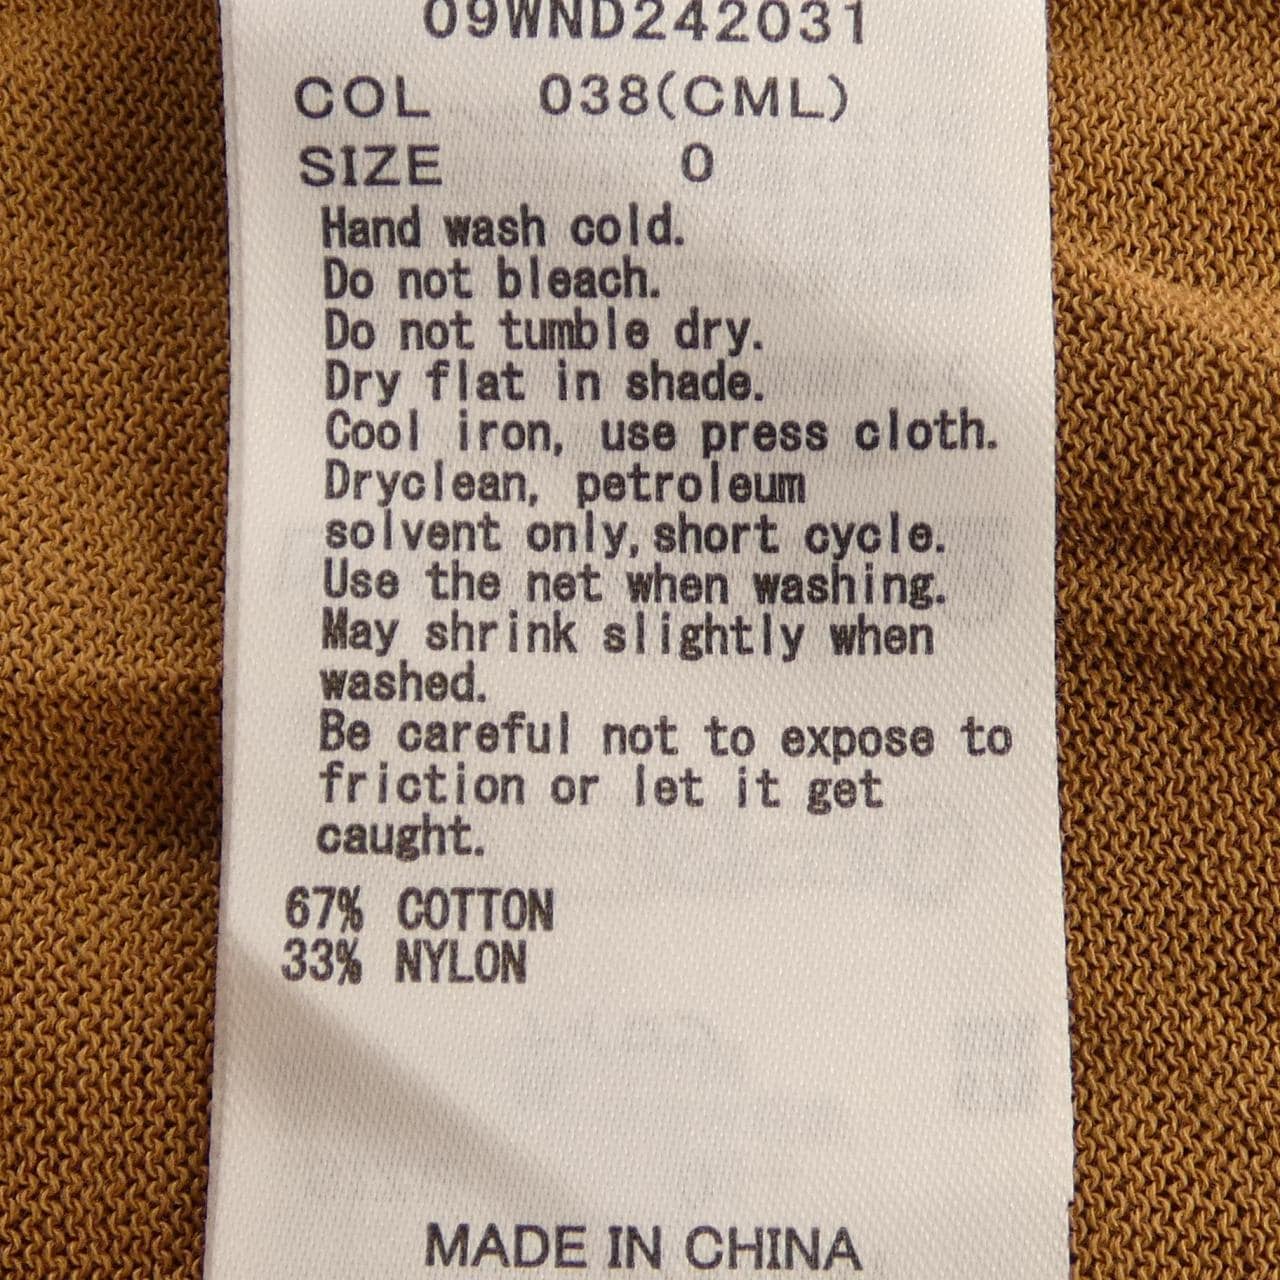 09WND242031
COL 038(CML)
SIZE 0
Hand wash cold.
Do not bleach.
Do not tumble dry.
Dry flat in shade.
Cool iron, use press cloth.
Dryclean, petroleum
solvent only,short cycle.
Use the net when washing.
May shrink slightly when
washed.
Be careful not to expose to
friction or let it get
caught.
67% COTTON
33% NYLON
MADE IN CHINA